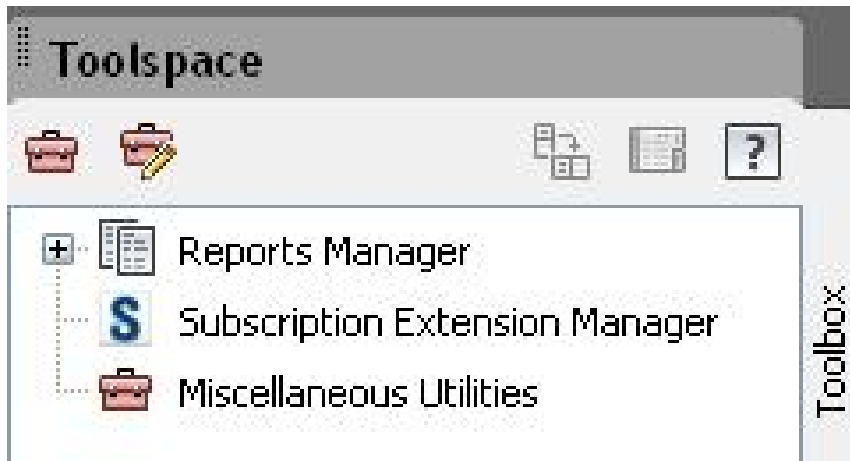 Toolspace
?
Reports Manager
S Subscription Extension Manager
Miscellaneous Utilities
Toolbox